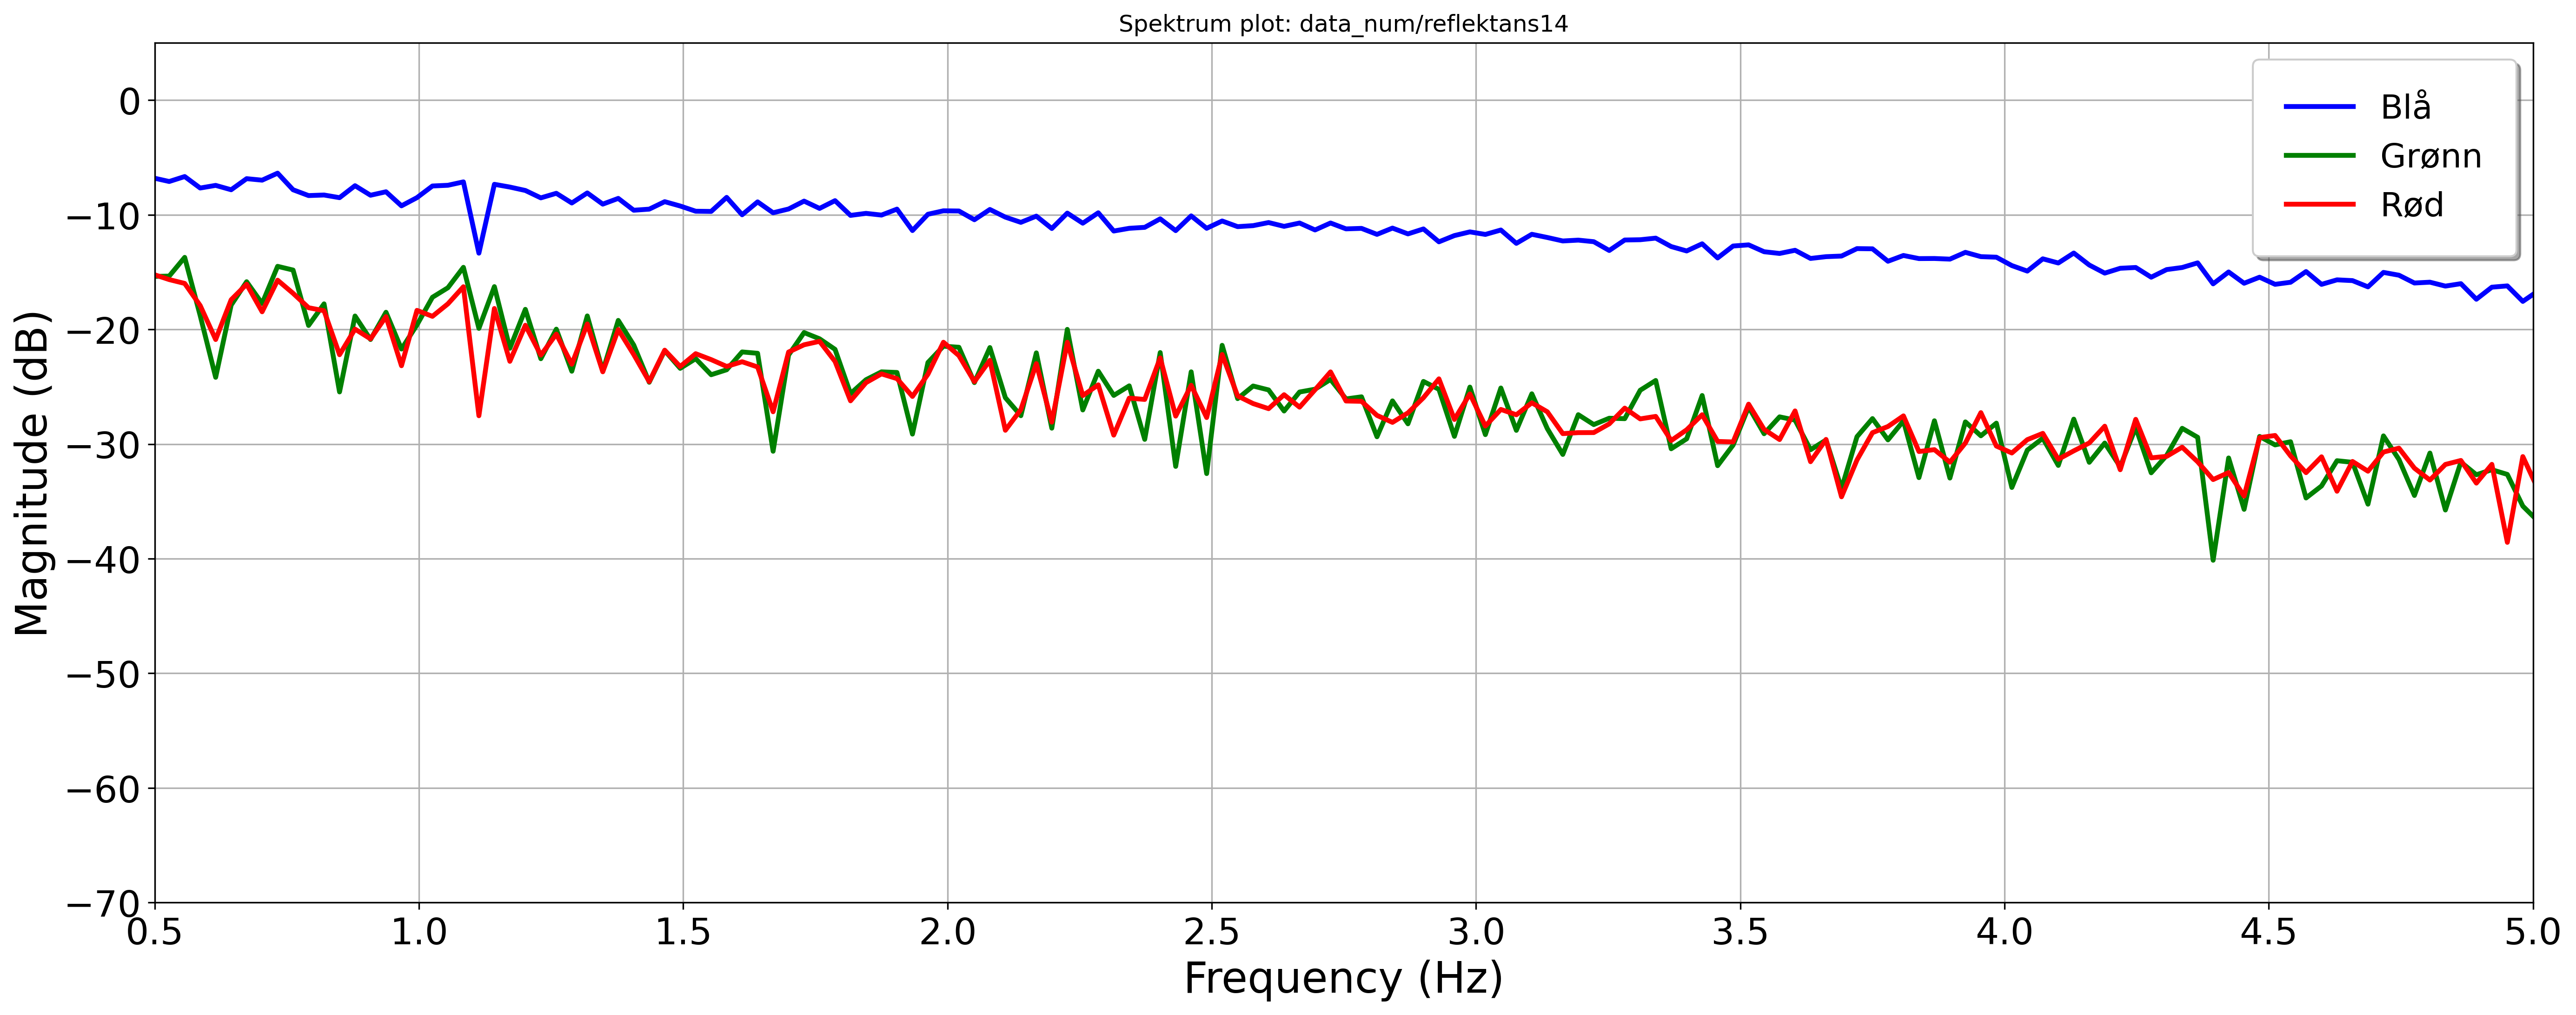 Spektrum plot: data_num/reflektans14
Blå
Grønn
Rød
Magnitude (dB)
0
−10
−20
−30
−40
−50
−60
−70
0.5 1.0 1.5 2.0 2.5 3.0 3.5 4.0 4.5 5.0
Frequency (Hz)